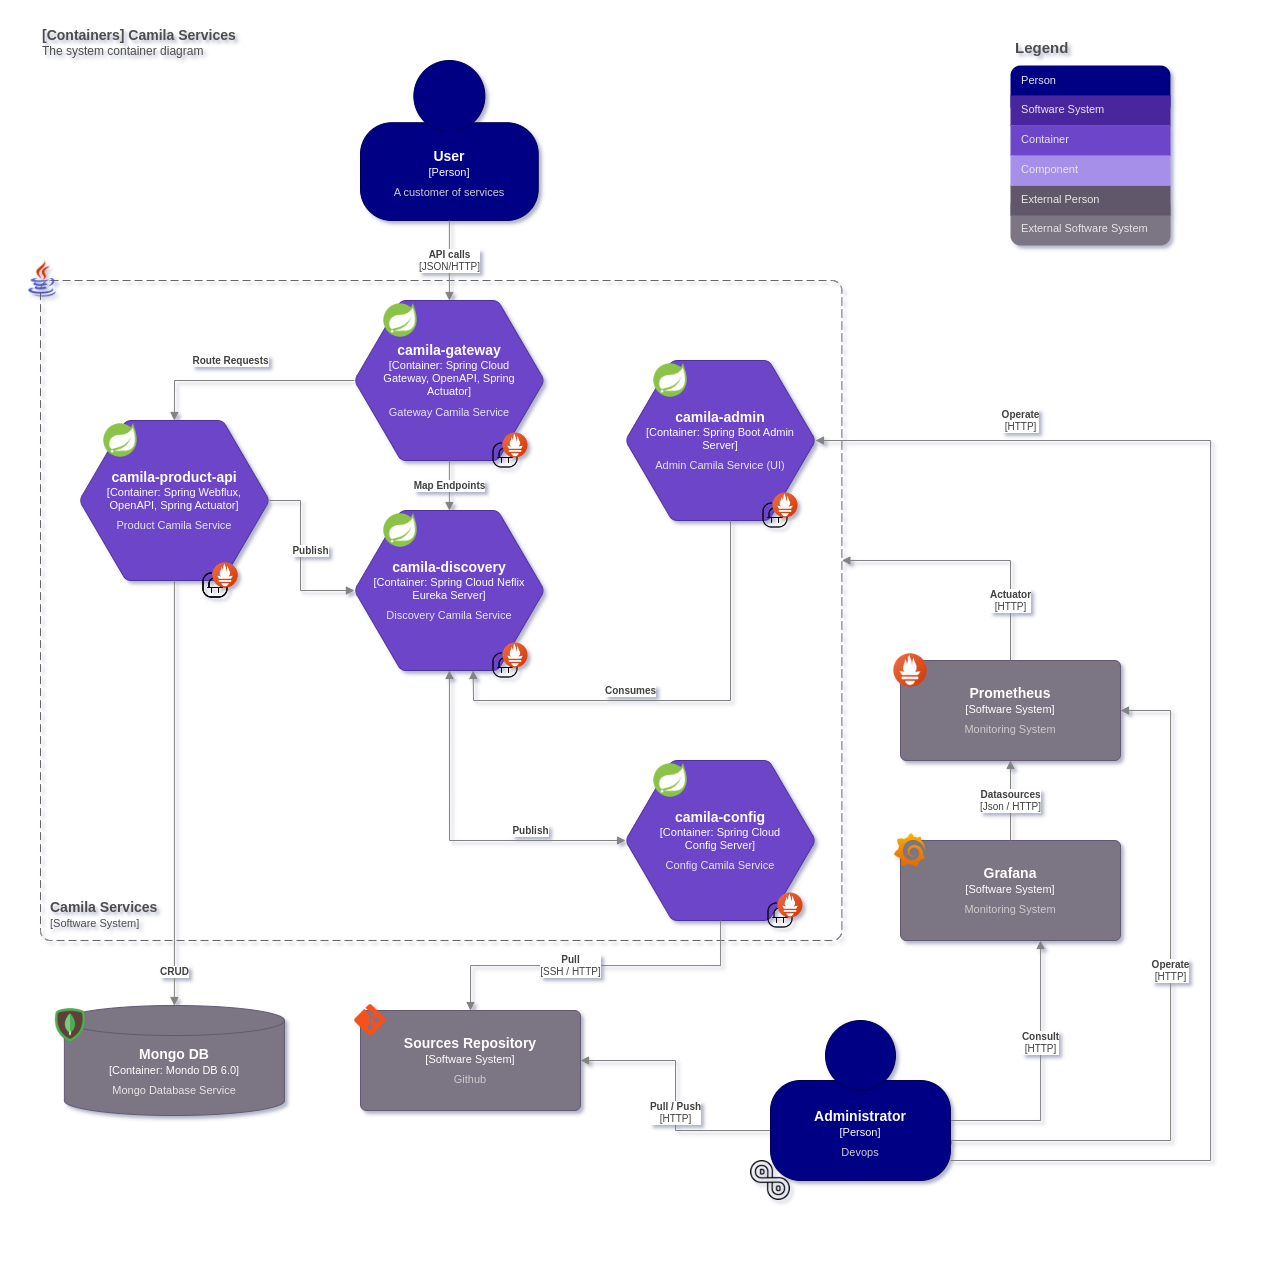 [Containers] Camila Services
The system container diagram
Legend
Person
Software System
Container
Component
External Person
External Software System
User
[Person]
A customer of services
API calls
[JSON/HTTP]
camila-gateway
[Container: Spring Cloud
Gateway, OpenAPI, Spring
Actuator]
Gateway Camila Service
Route Requests
camila-admin
[Container: Spring Boot Admin
Server]
Admin Camila Service (UI)
Operate
[HTTP]
camila-product-api
[Container: Spring Webflux,
OpenAPI, Spring Actuator]
Product Camila Service
Map Endpoints
Publish
camila-discovery
[Container: Spring Cloud Neflix
Eureka Server]
Discovery Camila Service
Actuator
[HTTP]
Consumes
Prometheus
[Software System]
Monitoring System
Datasources
[Json / HTTP]
Publish
camila-config
[Container: Spring Cloud
Config Server]
Config Camila Service
Grafana
[Software System]
Monitoring System
Camila Services
[Software System]
CRUD
Pull
[SSH / HTTP]
Operate
[HTTP]
Mongo DB
[Container: Mondo DB 6.0]
Mongo Database Service
Sources Repository
[Software System]
Github
Consult
[HTTP]
Pull / Push
[HTTP]
Administrator
[Person]
Devops